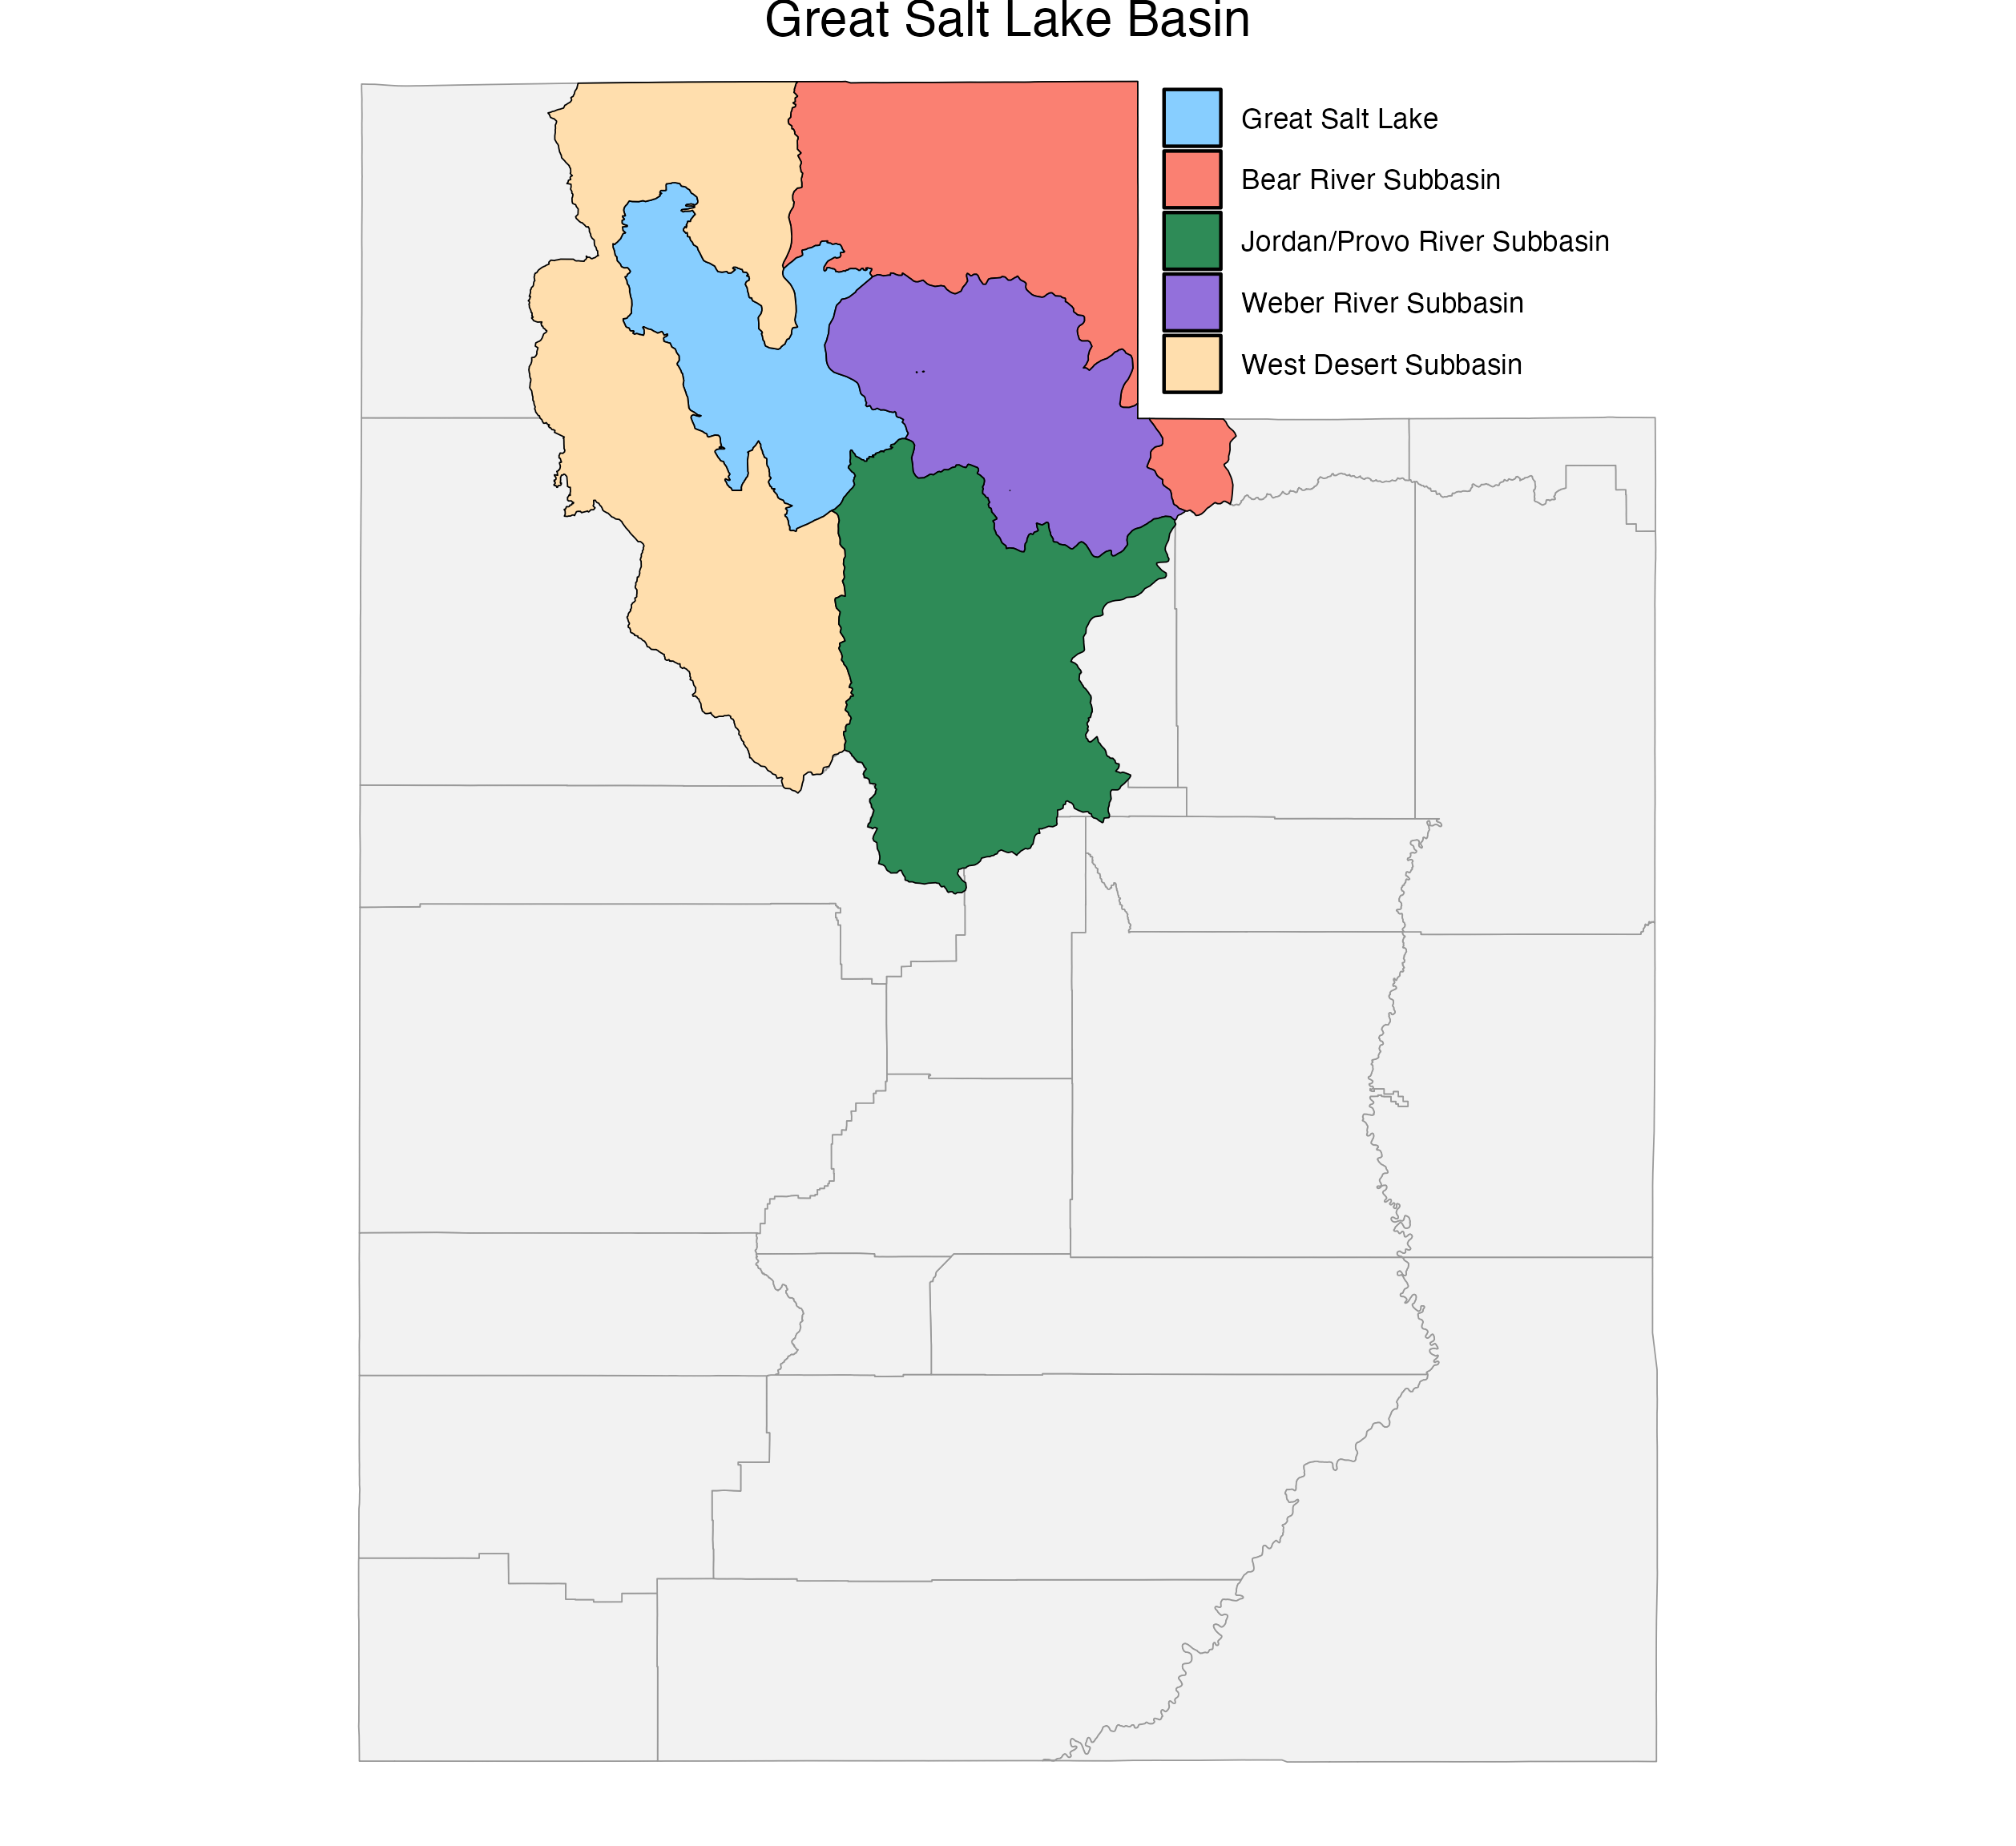 Great Salt Lake Basin
Great Salt Lake
Bear River Subbasin
Jordan/Provo River Subbasin
Weber River Subbasin
West Desert Subbasin